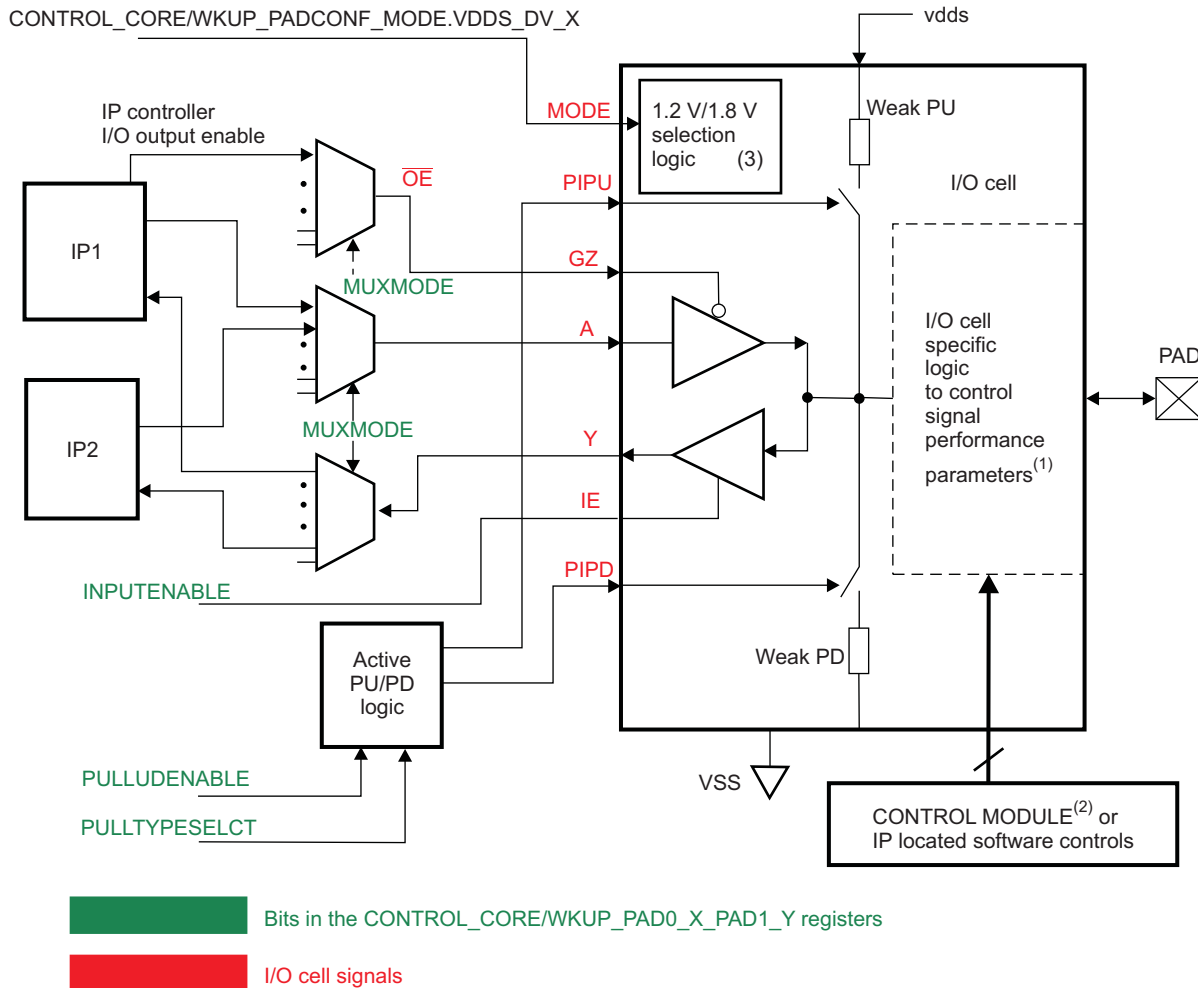 CONTROL_CORE/WKUP_PADCONF_MODE.VDDS_DV_X
vdds
IP controller
I/O output enable
MODE
1.2 V/1.8 V
selection
logic (3)
Weak PU
OE
PIPU
I/O cell
IP1
GZ
MUXMODE
A
I/O cell
specific
logic
to control
signal
performance
parameters(1)
PAD
IP2
MUXMODE
Y
IE
INPUTENABLE
PIPD
Active
PU/PD
logic
Weak PD
PULLUDENABLE
VSS
PULLTYPESELCT
CONTROL MODULE(2) or
IP located software controls
Bits in the CONTROL_CORE/WKUP_PAD0_X_PAD1_Y registers
I/O cell signals